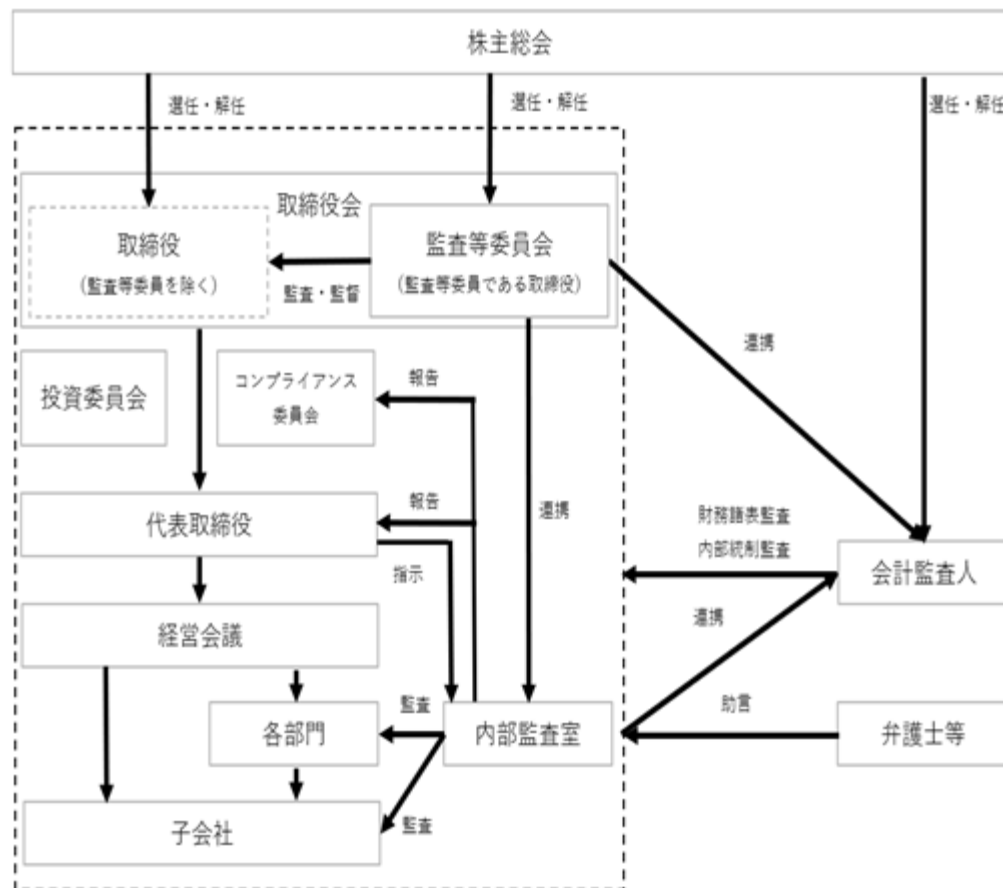 株主総会
選任・解任
選任・解任
選任・解任
取締役会
取締役
(監査等委員を除く)
監査・監督
監査等委員会
(監査等委員である取締役)
連携
投資委員会
コンプライアンス
委員会
報告
代表取締役
報告
指示
連携
財務諸表監査
内部統制監査
会計監査人
連携
経営会議
各部門
監査
内部監査室
助言
弁護士等
子会社
監査